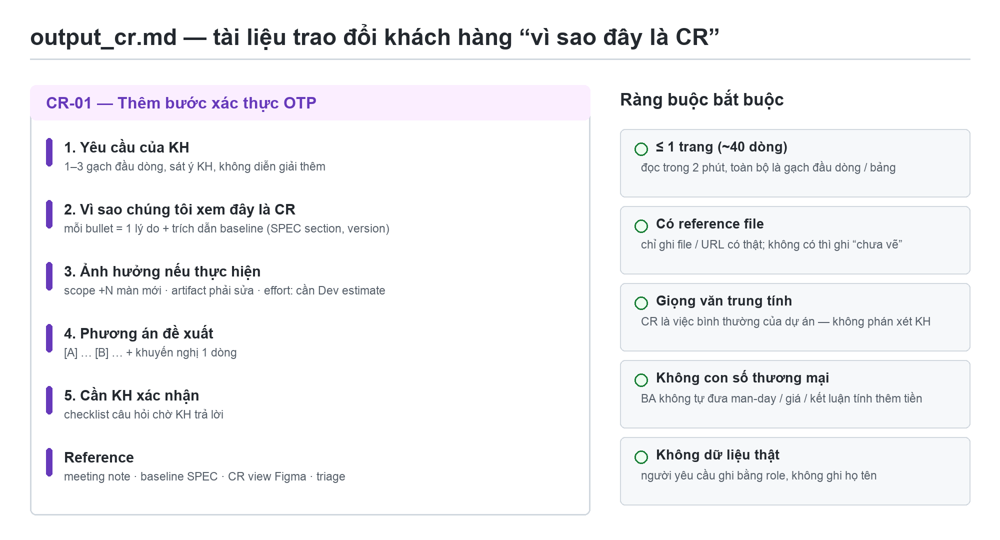 output_cr.md — tài liệu trao đổi khách hàng “vì sao đây là CR”
CR-01 — Thêm bước xác thực OTP
1. Yêu cầu của KH
1–3 gạch đầu dòng, sát ý KH, không diễn giải thêm
2. Vì sao chúng tôi xem đây là CR
mỗi bullet = 1 lý do + trích dẫn baseline (SPEC section, version)
3. Ảnh hưởng nếu thực hiện
scope +N màn mới · artifact phải sửa · effort: cần Dev estimate
4. Phương án đề xuất
[A] … [B] … + khuyến nghị 1 dòng
5. Cần KH xác nhận
checklist câu hỏi chờ KH trả lời
Reference
meeting note · baseline SPEC · CR view Figma · triage
Ràng buộc bắt buộc
≤ 1 trang (~40 dòng)
đọc trong 2 phút, toàn bộ là gạch đầu dòng / bảng
Có reference file
chỉ ghi file / URL có thật; không có thì ghi “chưa vẽ”
Giọng văn trung tính
CR là việc bình thường của dự án — không phán xét KH
Không con số thương mại
BA không tự đưa man-day / giá / kết luận tính thêm tiền
Không dữ liệu thật
người yêu cầu ghi bằng role, không ghi họ tên